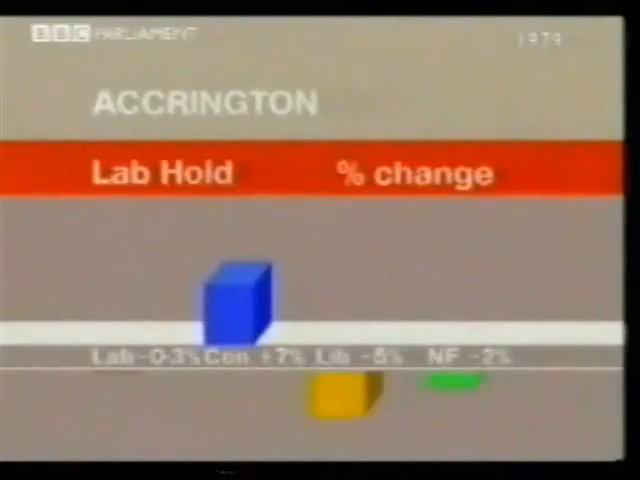 BBC PARLIAMENT 1979
ACCRINGTON
Lab Hold % change
Lab -0·3% Con +7% Lib -5% NF -2%